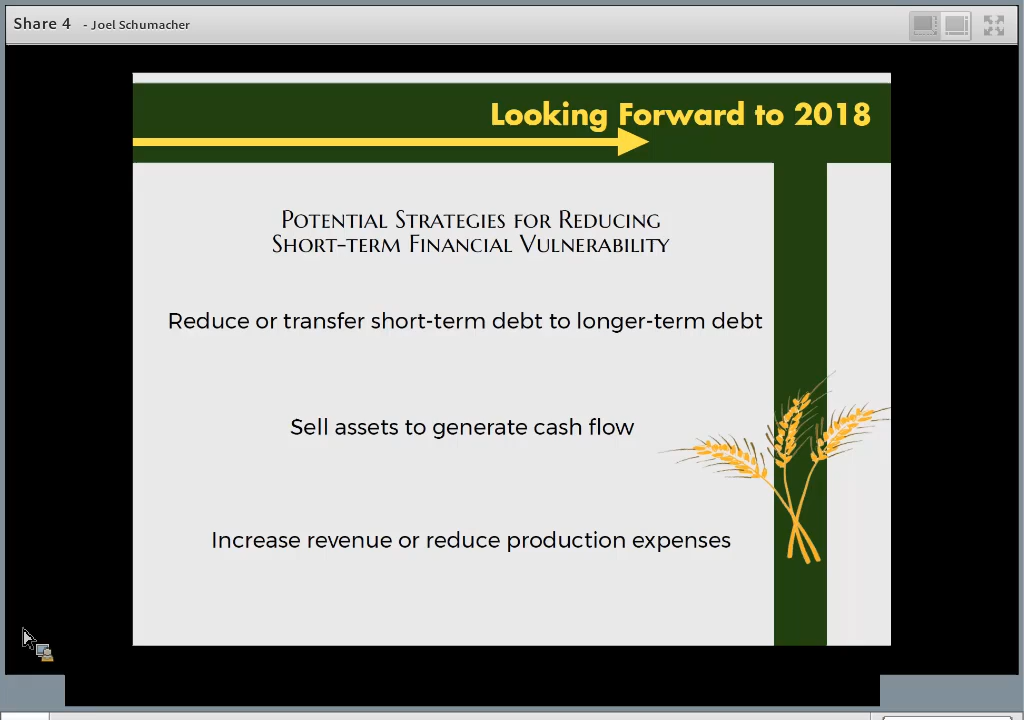 Share 4 - Joel Schumacher
Looking Forward to 2018
Potential Strategies for Reducing
Short-term Financial Vulnerability
Reduce or transfer short-term debt to longer-term debt
Sell assets to generate cash flow
Increase revenue or reduce production expenses